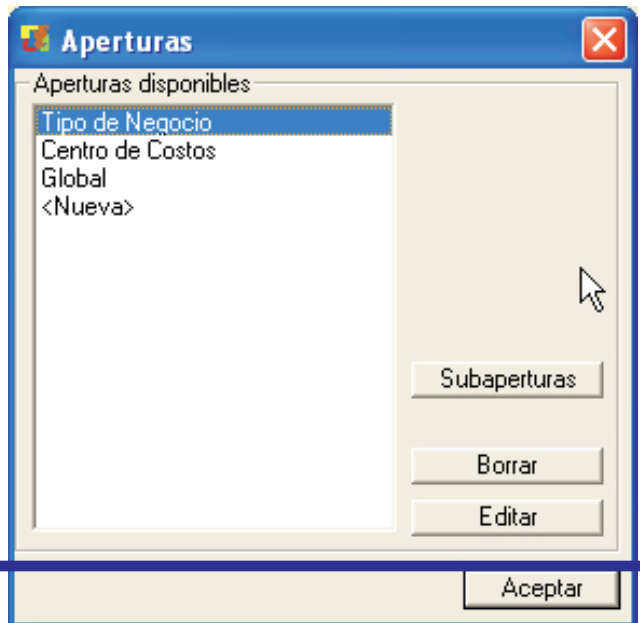 Aperturas
Aperturas disponibles
Tipo de Negocio
Centro de Costos
Global
<Nueva>
Subaperturas
Borrar
Editar
Aceptar